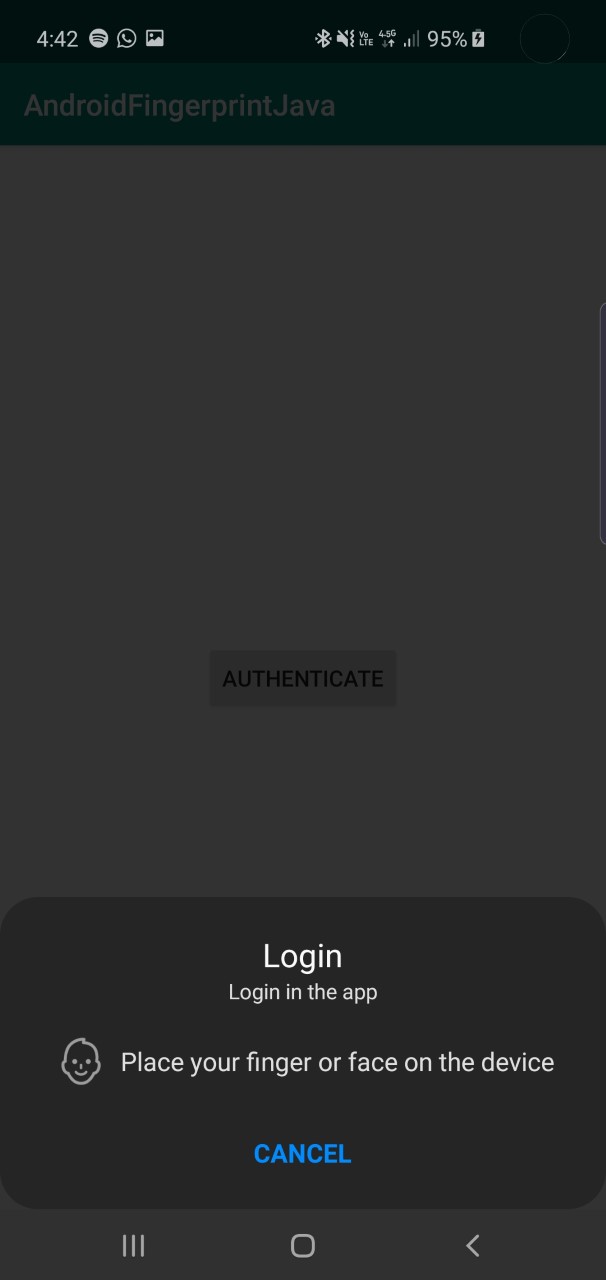 4:42 Vo LTE 4.5G 95%
AndroidFingerprintJava
AUTHENTICATE
Login
Login in the app
Place your finger or face on the device
CANCEL